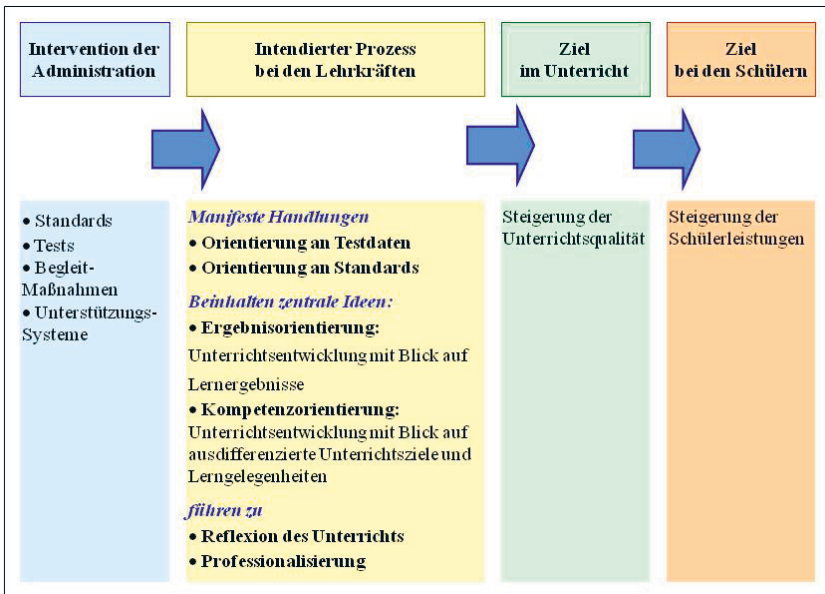 Intervention der
Administration
Intendierter Prozess
bei den Lehrkräften
Ziel
im Unterricht
Ziel
bei den Schülern
• Standards
• Tests
• Begleit-
Maßnahmen
• Unterstützungs-
Systeme
Manifeste Handlungen
• Orientierung an Testdaten
• Orientierung an Standards
Beinhalten zentrale Ideen:
• Ergebnisorientierung:
Unterrichtsentwicklung mit Blick auf
Lernergebnisse
• Kompetenzorientierung:
Unterrichtsentwicklung mit Blick auf
ausdifferenzierte Unterrichtsziele und
Lerngelegenheiten
führen zu
• Reflexion des Unterrichts
• Professionalisierung
Steigerung der
Unterrichtsqualität
Steigerung der
Schülerleistungen